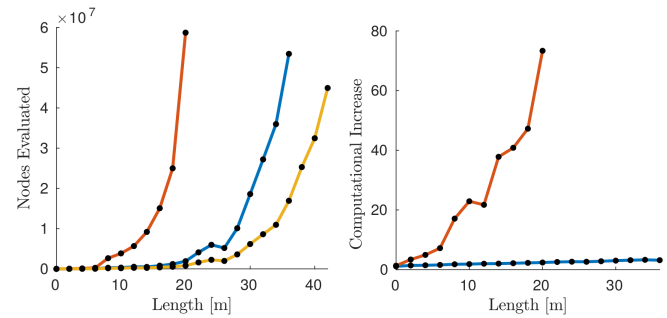 ×10^7
6
5
4
3
2
1
0
Nodes Evaluated
0 10 20 30 40
Length [m]
80
60
40
20
0
Computational Increase
0 10 20 30
Length [m]